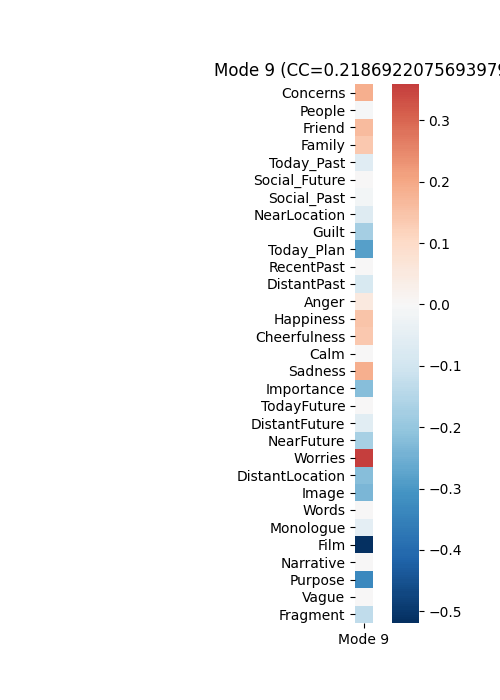 Mode 9 (CC=0.2186922075693979
Concerns
People
Friend
Family
Today_Past
Social_Future
Social_Past
NearLocation
Guilt
Today_Plan
RecentPast
DistantPast
Anger
Happiness
Cheerfulness
Calm
Sadness
Importance
TodayFuture
DistantFuture
NearFuture
Worries
DistantLocation
Image
Words
Monologue
Film
Narrative
Purpose
Vague
Fragment
Mode 9
0.3
0.2
0.1
0.0
−0.1
−0.2
−0.3
−0.4
−0.5